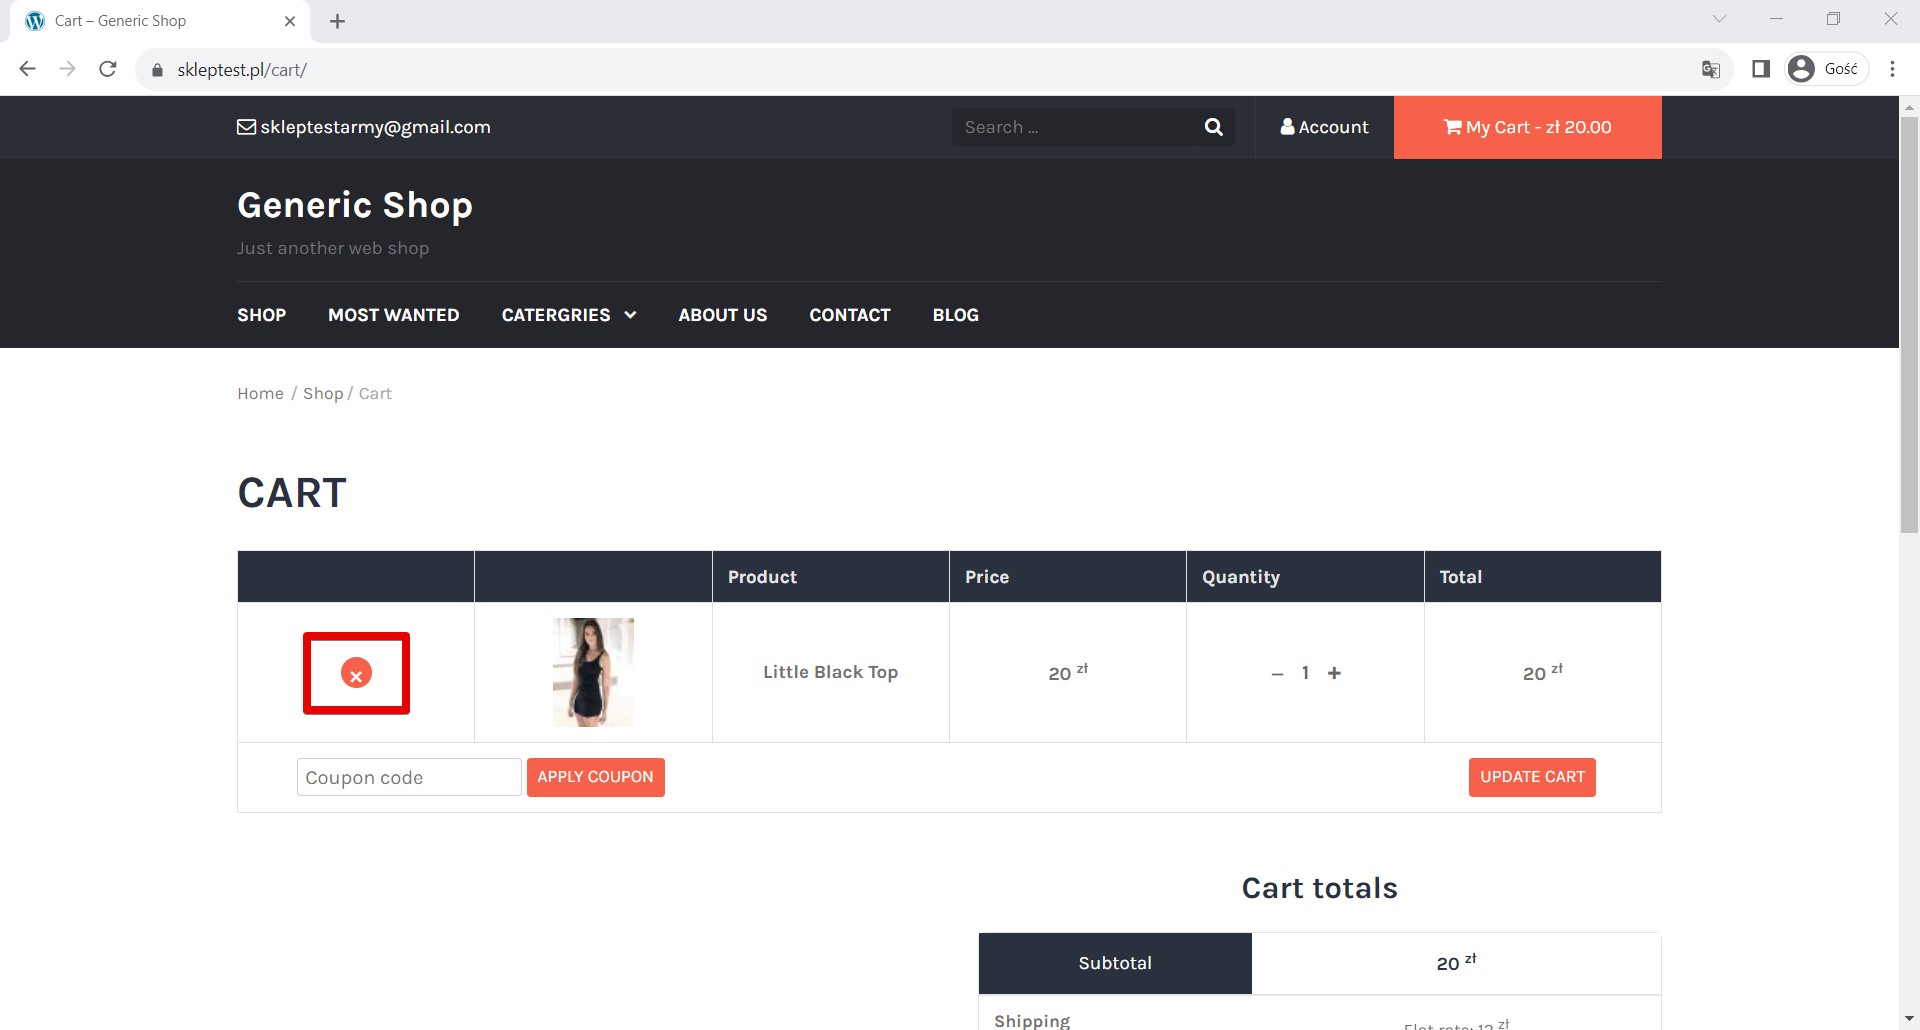 Cart – Generic Shop
skleptest.pl/cart/
Gość
skleptestarmy@gmail.com
Search ...
Account
My Cart - zł 20.00
Generic Shop
Just another web shop
SHOP MOST WANTED CATERGRIES ABOUT US CONTACT BLOG
Home / Shop / Cart
CART
Product Price Quantity Total
Little Black Top 20 zł – 1 + 20 zł
Coupon code APPLY COUPON UPDATE CART
Cart totals
Subtotal 20 zł
Shipping Flat rate: 12 zł